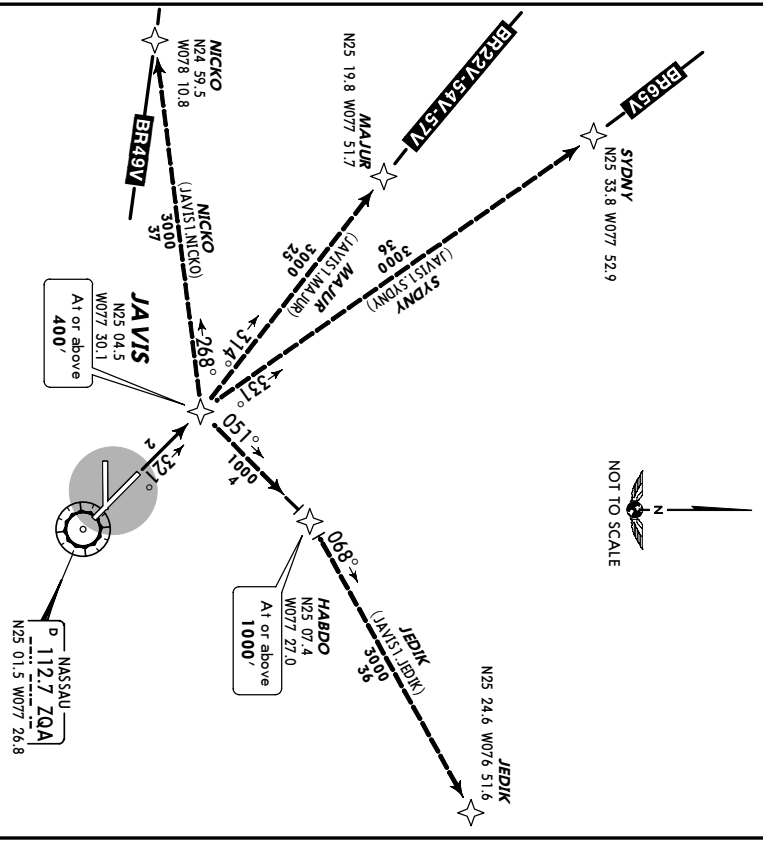 NICKO
N24 59.5
W078 10.8
BR49V
NICKO
(JAVIS1.NICKO)
3000
37
MAJUR
N25 19.8 W077 51.7
BR22V-54V-57V
MAJUR
(JAVIS1.MAJUR)
3000
25
SYDNY
N25 33.8 W077 52.9
BR65V
SYDNY
(JAVIS1.SYDNY)
3000
36
JAVIS
N25 04.5
W077 30.1
At or above
400'
268°
314°
331°
321°
2
051°
1000
4
HABDO
N25 07.4
W077 27.0
At or above
1000'
068°
JEDIK
(JAVIS1.JEDIK)
3000
36
JEDIK
N25 24.6 W076 51.6
NASSAU
D 112.7 ZQA
N25 01.5 W077 26.8
N
NOT TO SCALE